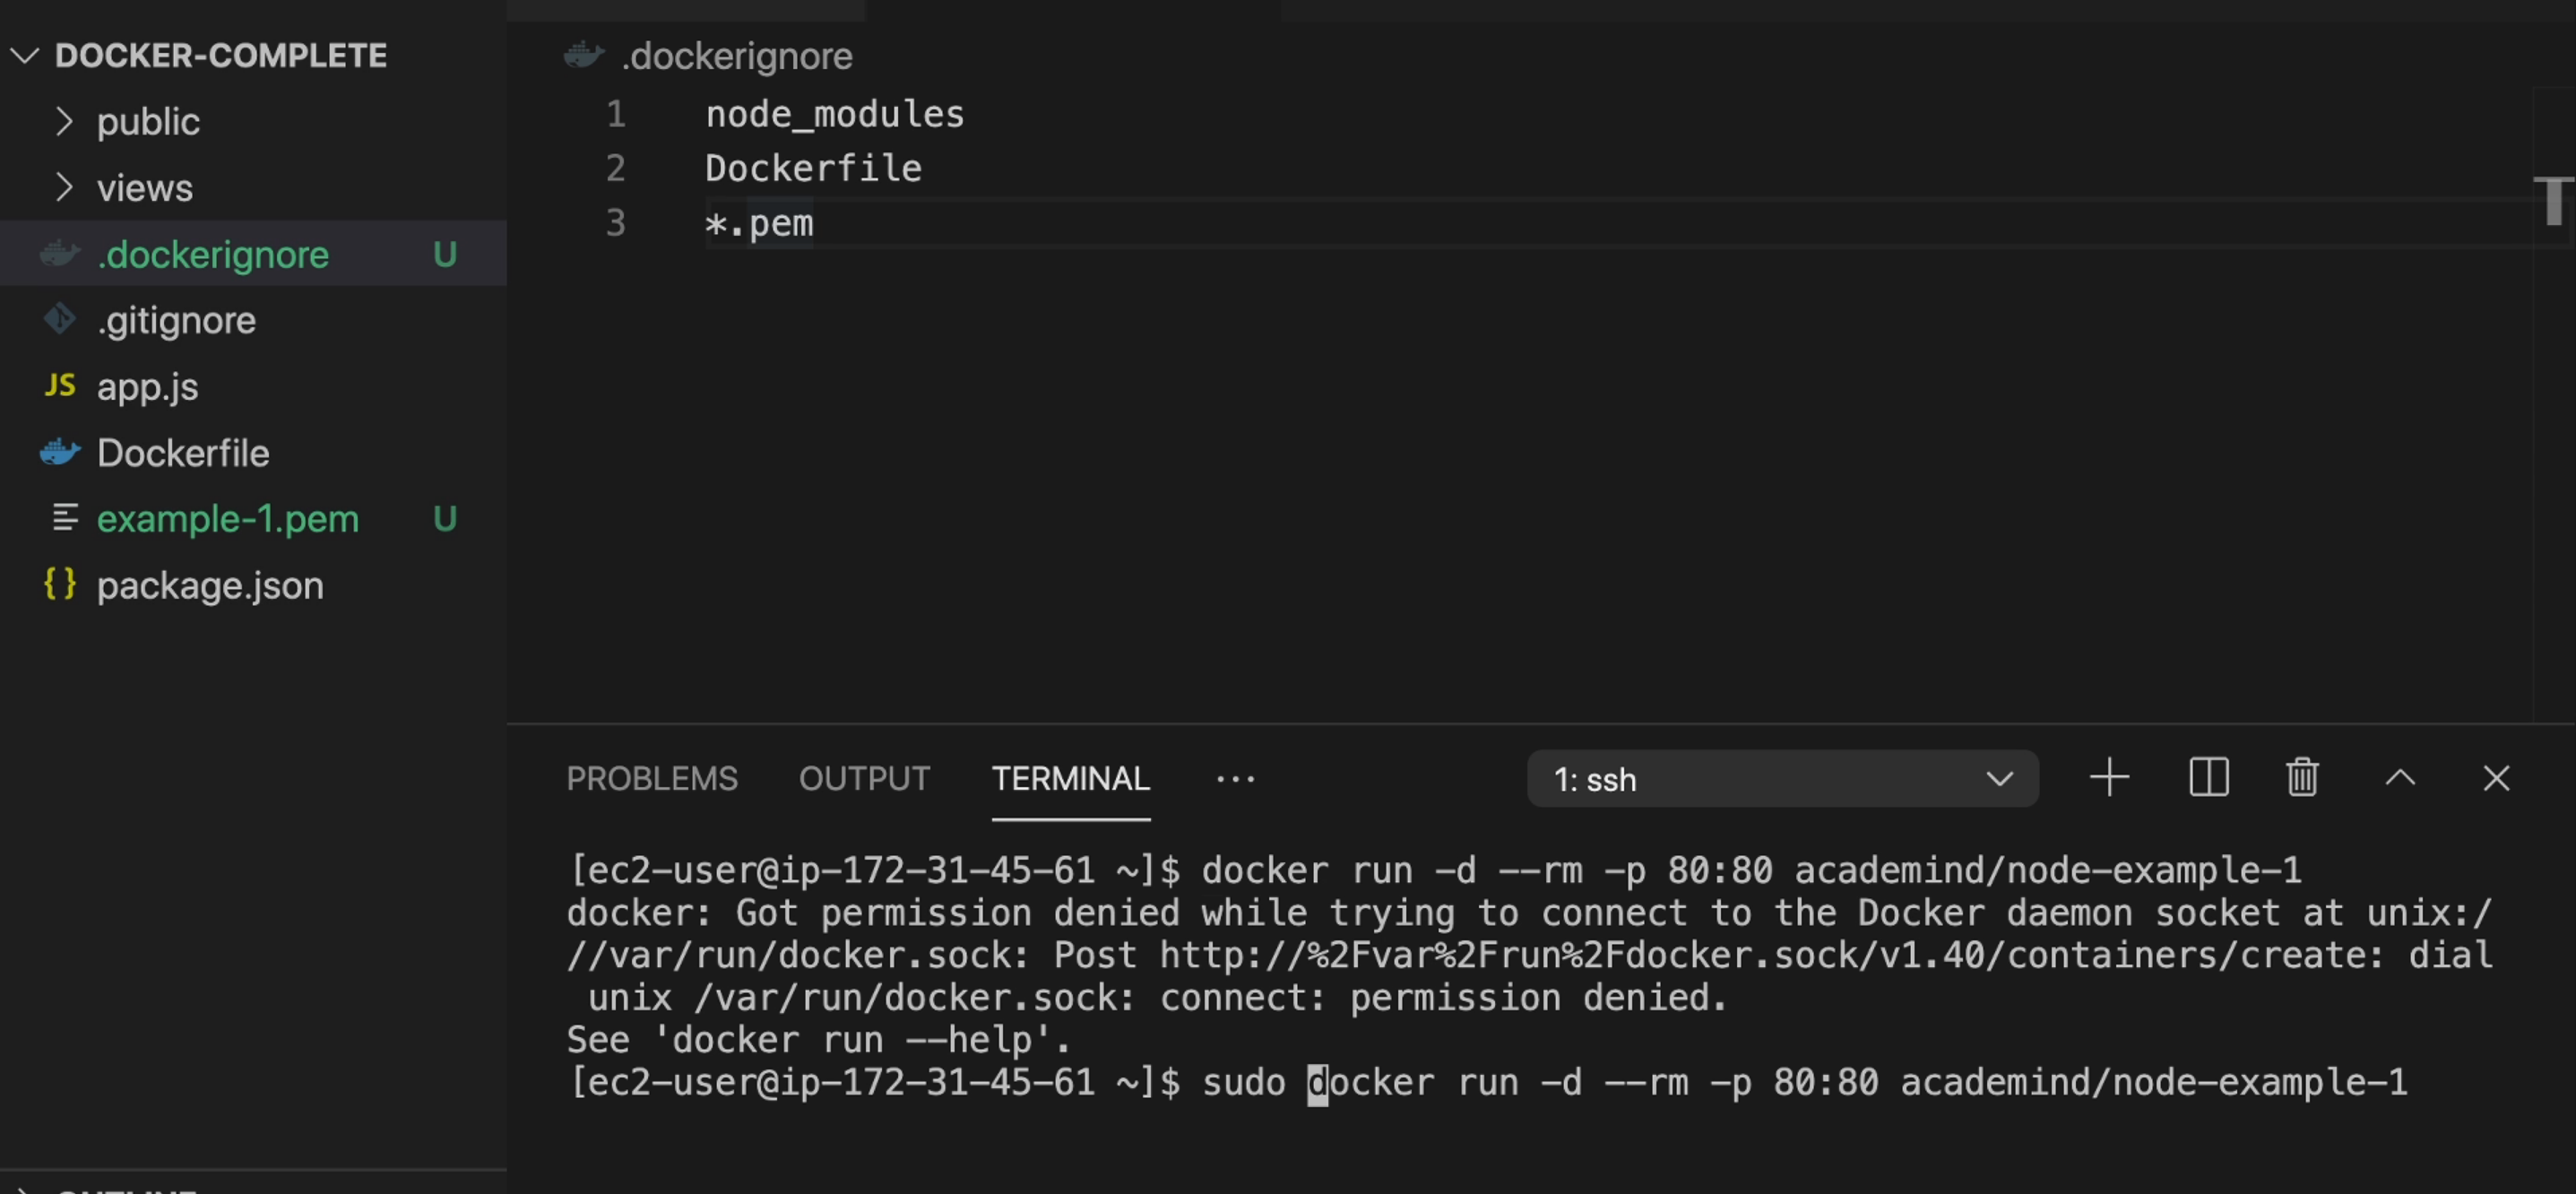 DOCKER-COMPLETE
public
views
.dockerignore U
.gitignore
JS app.js
Dockerfile
example-1.pem U
{} package.json
.dockerignore
1 node_modules
2 Dockerfile
3 *.pem
PROBLEMS OUTPUT TERMINAL ··· 1: ssh
[ec2-user@ip-172-31-45-61 ~]$ docker run -d --rm -p 80:80 academind/node-example-1
docker: Got permission denied while trying to connect to the Docker daemon socket at unix:/
//var/run/docker.sock: Post http://%2Fvar%2Frun%2Fdocker.sock/v1.40/containers/create: dial
 unix /var/run/docker.sock: connect: permission denied.
See 'docker run --help'.
[ec2-user@ip-172-31-45-61 ~]$ sudo docker run -d --rm -p 80:80 academind/node-example-1